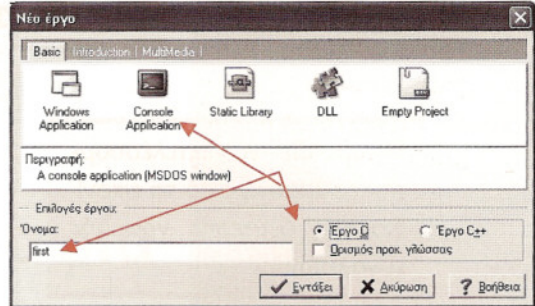 Νέο έργο
Basic Introduction MultiMedia
Windows Application
Console Application
Static Library
DLL
Empty Project
Περιγραφή:
A console application (MSDOS window)
Επιλογές έργου:
Όνομα:
first
Έργο C
Έργο C++
Ορισμός προκ. γλώσσας
Εντάξει
Ακύρωση
Βοήθεια